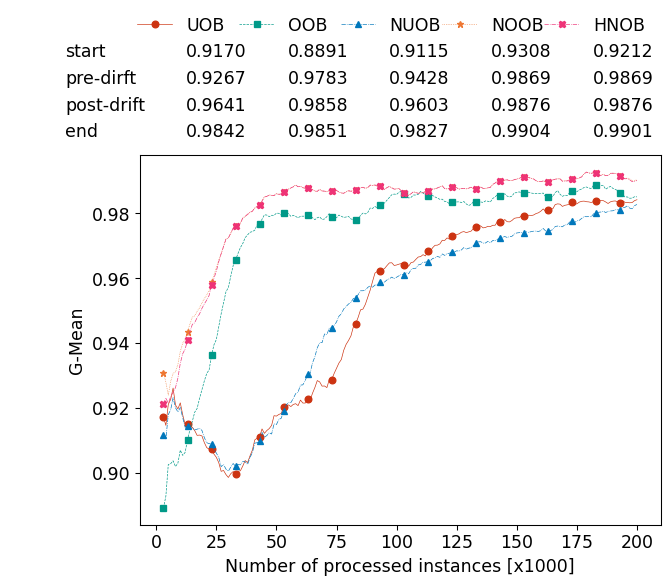 UOB OOB NUOB NOOB HNOB
start 0.9170 0.8891 0.9115 0.9308 0.9212
pre-dirft 0.9267 0.9783 0.9428 0.9869 0.9869
post-drift 0.9641 0.9858 0.9603 0.9876 0.9876
end 0.9842 0.9851 0.9827 0.9904 0.9901
G-Mean
0.98
0.96
0.94
0.92
0.90
0 25 50 75 100 125 150 175 200
Number of processed instances [x1000]